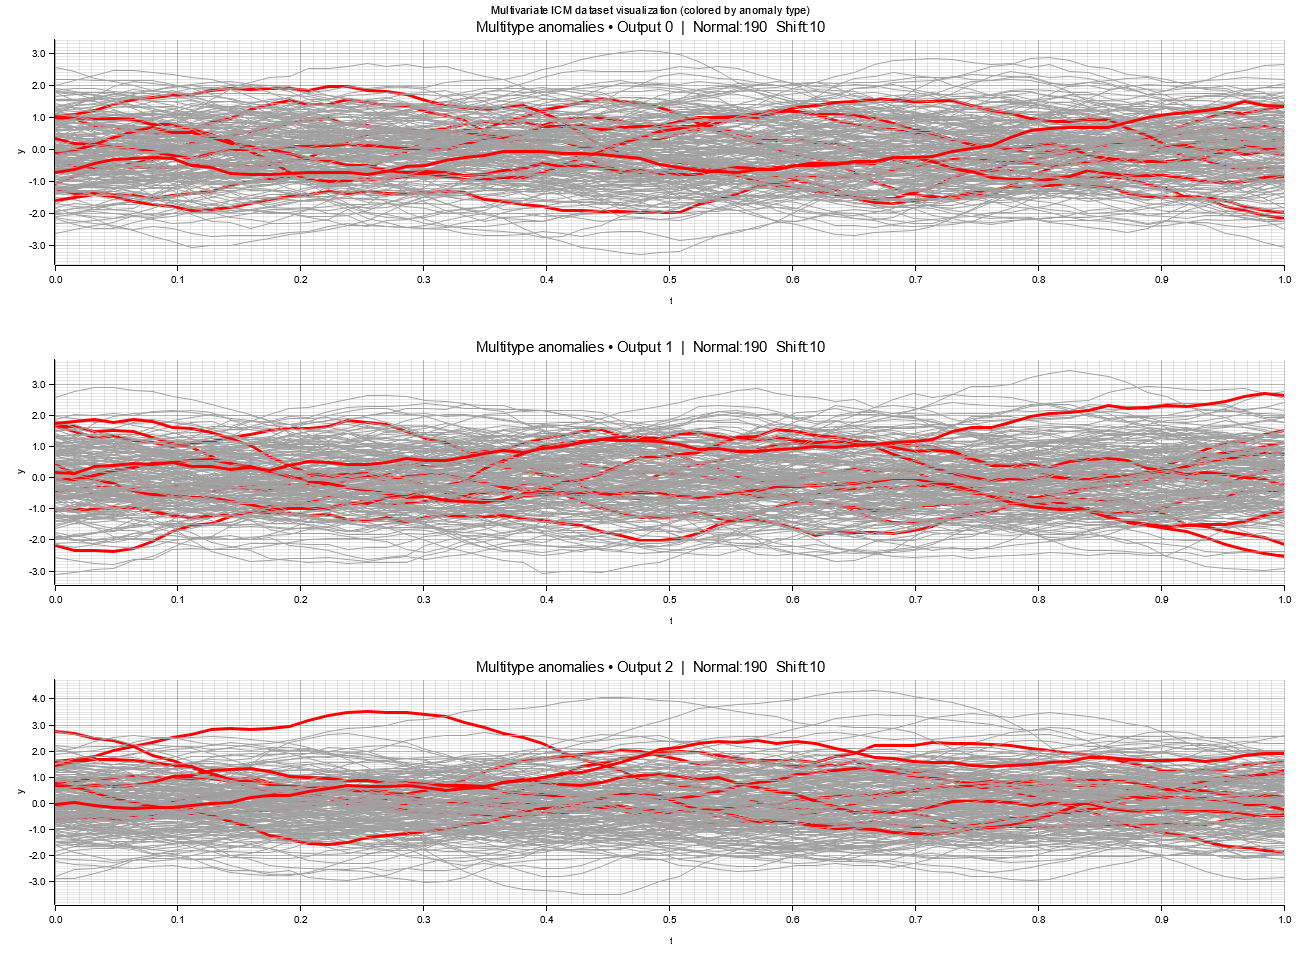 Multivariate ICM dataset visualization (colored by anomaly type)
Multitype anomalies • Output 0 | Normal:190 Shift:10
3.0
2.0
1.0
0.0
-1.0
-2.0
-3.0
y
0.0 0.1 0.2 0.3 0.4 0.5 0.6 0.7 0.8 0.9 1.0
t
Multitype anomalies • Output 1 | Normal:190 Shift:10
3.0
2.0
1.0
0.0
-1.0
-2.0
-3.0
y
0.0 0.1 0.2 0.3 0.4 0.5 0.6 0.7 0.8 0.9 1.0
t
Multitype anomalies • Output 2 | Normal:190 Shift:10
4.0
3.0
2.0
1.0
0.0
-1.0
-2.0
-3.0
y
0.0 0.1 0.2 0.3 0.4 0.5 0.6 0.7 0.8 0.9 1.0
t